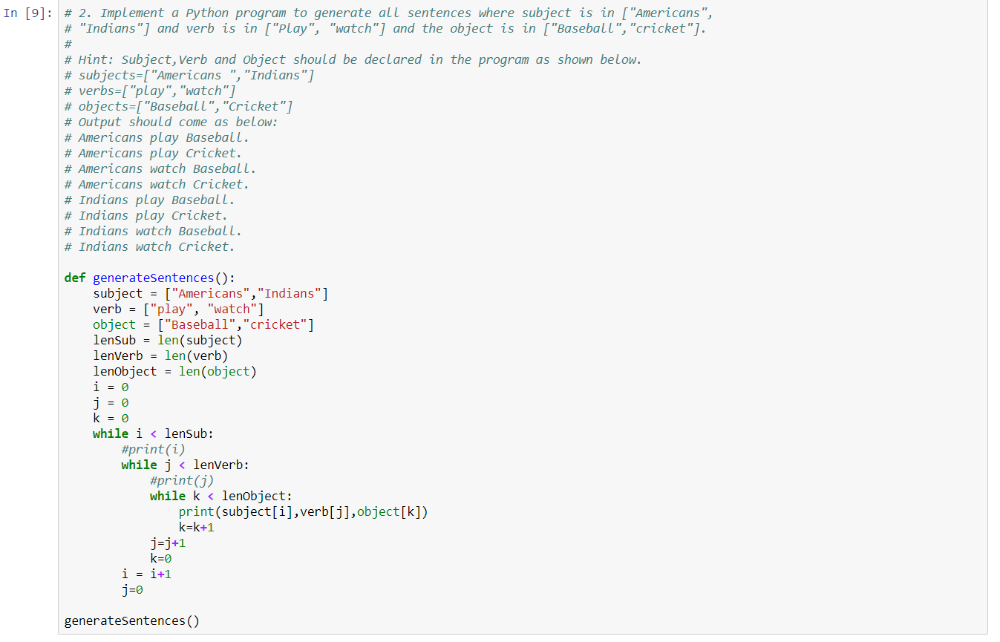 In [9]: # 2. Implement a Python program to generate all sentences where subject is in ["Americans",
# "Indians"] and verb is in ["Play", "watch"] and the object is in ["Baseball","cricket"].
#
# Hint: Subject,Verb and Object should be declared in the program as shown below.
# subjects=["Americans ","Indians"]
# verbs=["play","watch"]
# objects=["Baseball","Cricket"]
# Output should come as below:
# Americans play Baseball.
# Americans play Cricket.
# Americans watch Baseball.
# Americans watch Cricket.
# Indians play Baseball.
# Indians play Cricket.
# Indians watch Baseball.
# Indians watch Cricket.

def generateSentences():
    subject = ["Americans","Indians"]
    verb = ["play", "watch"]
    object = ["Baseball","cricket"]
    lenSub = len(subject)
    lenVerb = len(verb)
    lenObject = len(object)
    i = 0
    j = 0
    k = 0
    while i < lenSub:
        #print(i)
        while j < lenVerb:
            #print(j)
            while k < lenObject:
                print(subject[i],verb[j],object[k])
                k=k+1
            j=j+1
            k=0
        i = i+1
        j=0

generateSentences()